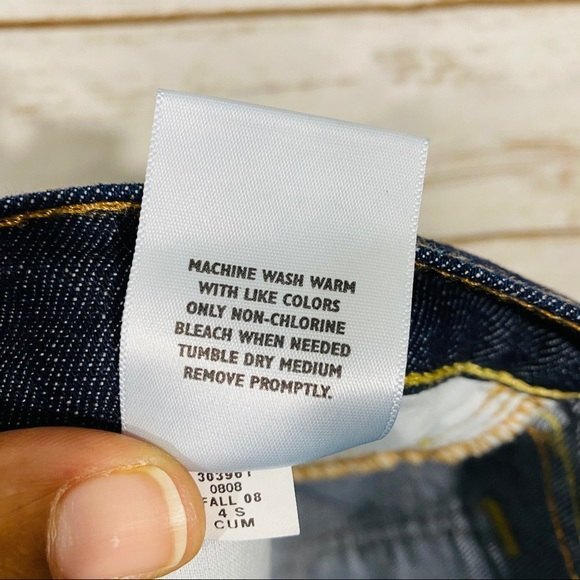 MACHINE WASH WARM
WITH LIKE COLORS
ONLY NON-CHLORINE
BLEACH WHEN NEEDED
TUMBLE DRY MEDIUM
REMOVE PROMPTLY.
303961
0808
FALL 08
4 S
CUM